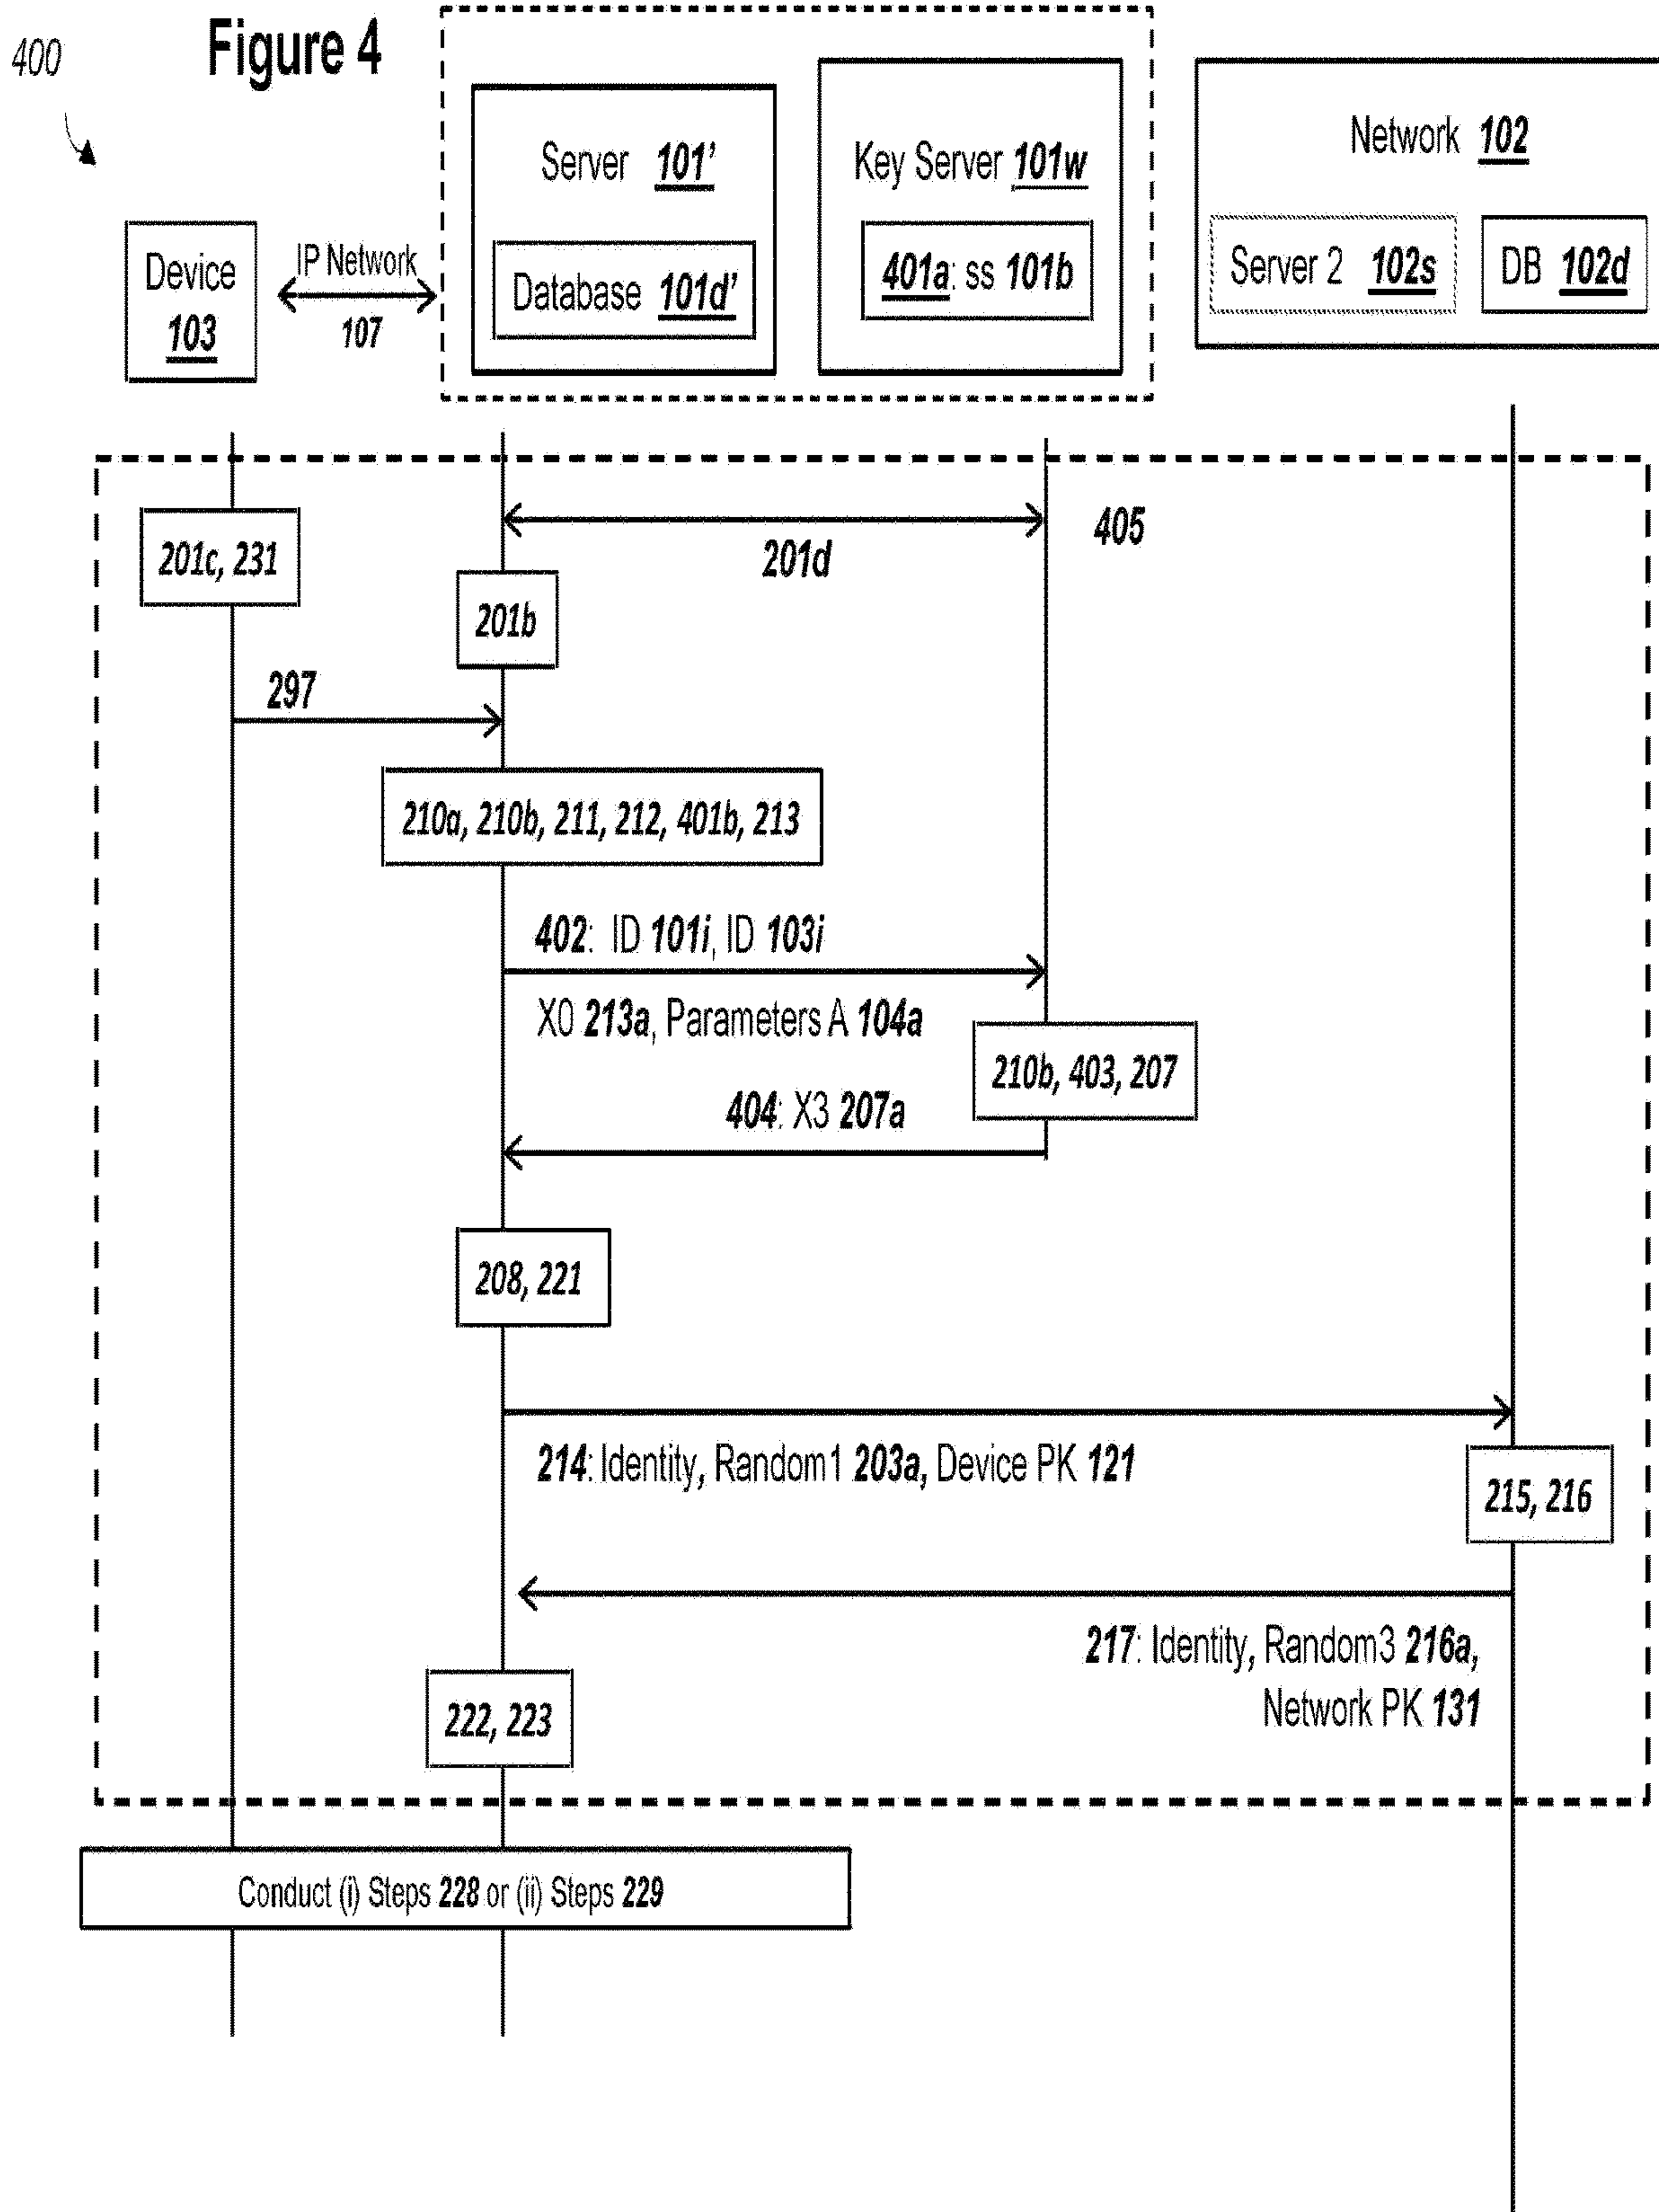 400
Figure 4
Device
103
IP Network
107
Server 101'
Database 101d'
Key Server 101w
401a: ss 101b
Network 102
Server 2 102s
DB 102d
201c, 231
201d
405
201b
297
210a, 210b, 211, 212, 401b, 213
402: ID 101i, ID 103i
X0 213a, Parameters A 104a
210b, 403, 207
404: X3 207a
208, 221
214: Identity, Random1 203a, Device PK 121
215, 216
217: Identity, Random3 216a,
Network PK 131
222, 223
Conduct (i) Steps 228 or (ii) Steps 229